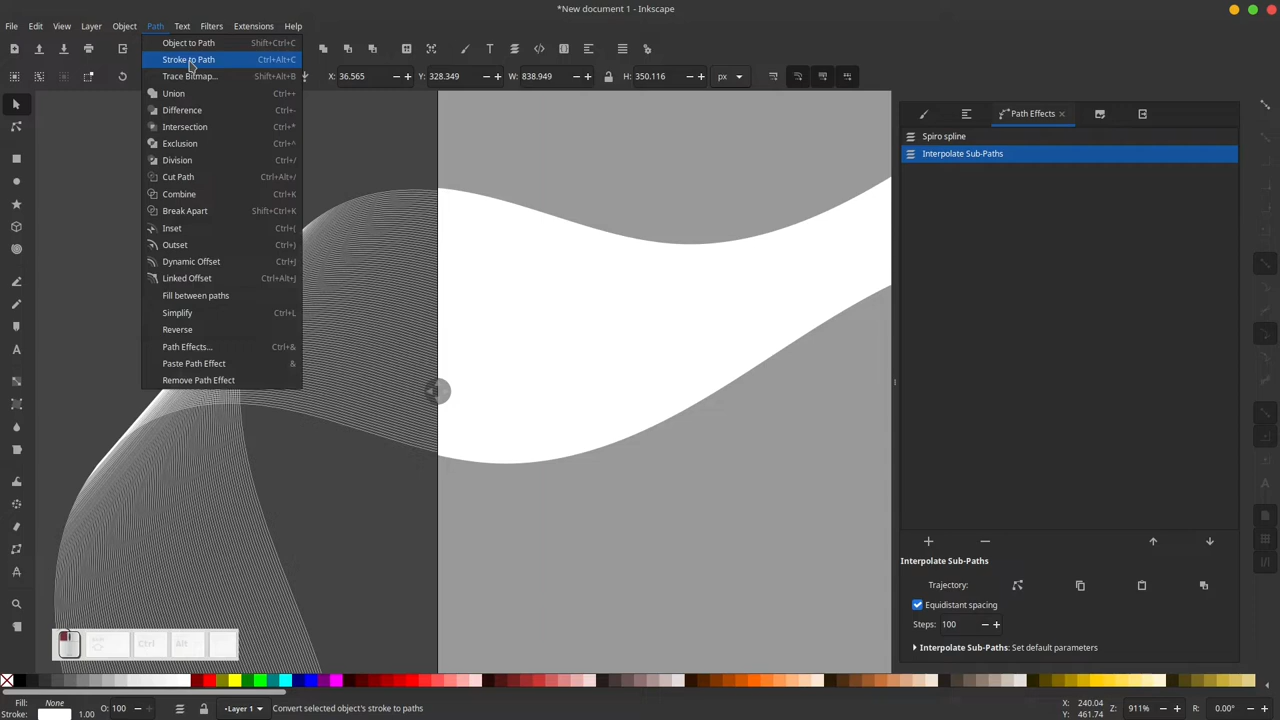 *New document 1 - Inkscape
File Edit View Layer Object Path Text Filters Extensions Help
X: 36.565 Y: 328.349 W: 838.949 H: 350.116 px
Object to Path Shift+Ctrl+C
Stroke to Path Ctrl+Alt+C
Trace Bitmap... Shift+Alt+B
Union Ctrl++
Difference Ctrl+-
Intersection Ctrl+*
Exclusion Ctrl+^
Division Ctrl+/
Cut Path Ctrl+Alt+/
Combine Ctrl+K
Break Apart Shift+Ctrl+K
Inset Ctrl+(
Outset Ctrl+)
Dynamic Offset Ctrl+J
Linked Offset Ctrl+Alt+J
Fill between paths
Simplify Ctrl+L
Reverse
Path Effects... Ctrl+&
Paste Path Effect &
Remove Path Effect
Path Effects
Spiro spline
Interpolate Sub-Paths
Interpolate Sub-Paths
Trajectory:
Equidistant spacing
Steps: 100
Interpolate Sub-Paths: Set default parameters
Shift Ctrl Alt
Fill: None
Stroke: 1.00
O: 100
Layer 1
Convert selected object's stroke to paths
X: 240.04
Y: 461.74
Z: 911%
R: 0.00°